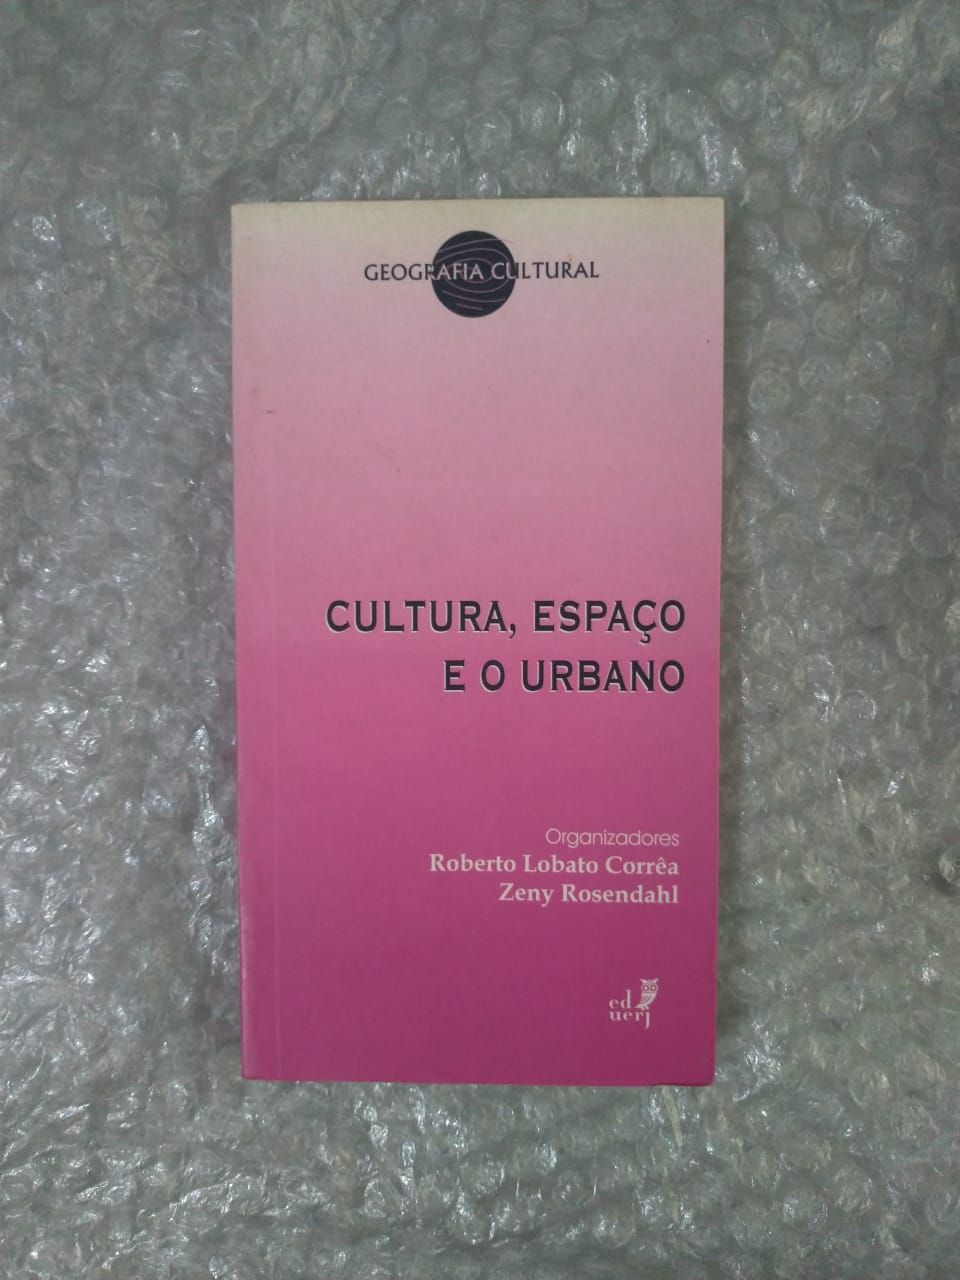 GEOGRAFIA CULTURAL
CULTURA, ESPAÇO
E O URBANO
Organizadores
Roberto Lobato Corrêa
Zeny Rosendahl
ed
uerj